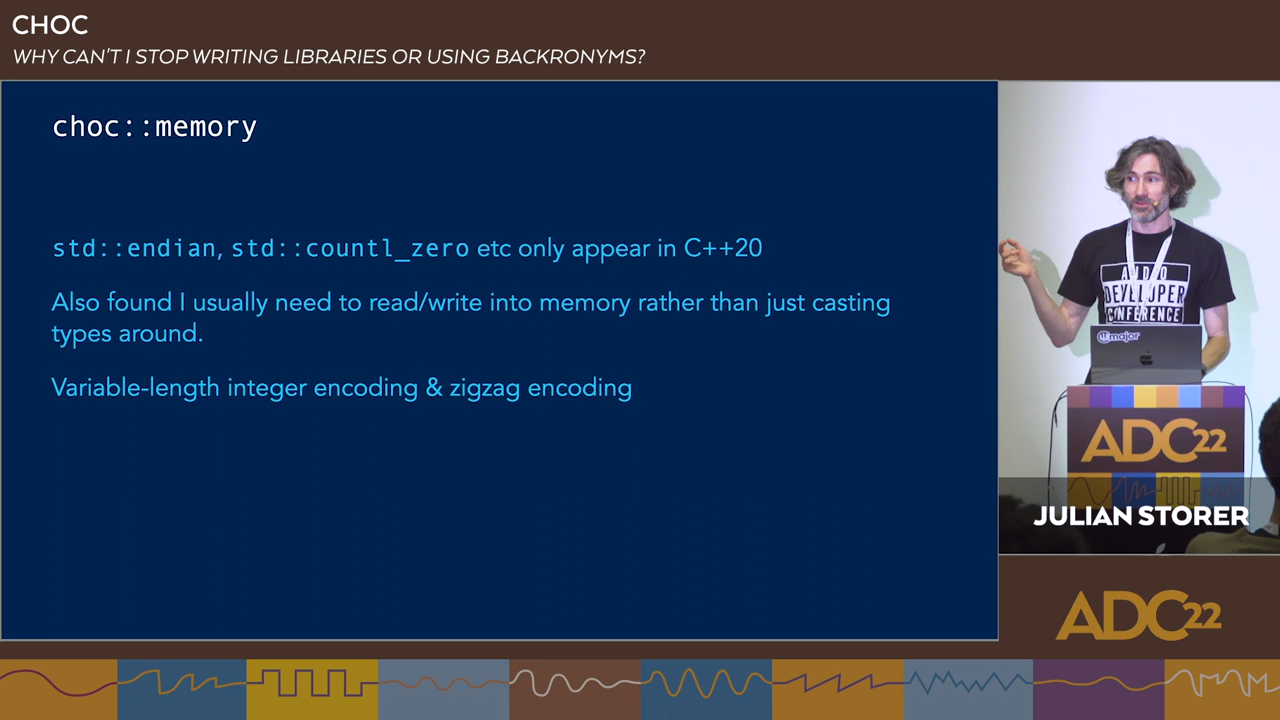 CHOC
WHY CAN'T I STOP WRITING LIBRARIES OR USING BACKRONYMS?
choc::memory
std::endian, std::countl_zero etc only appear in C++20
Also found I usually need to read/write into memory rather than just casting
types around.
Variable-length integer encoding & zigzag encoding
AUDIO
DEVELOPER
CONFERENCE
major
ADC22
JULIAN STORER
ADC22